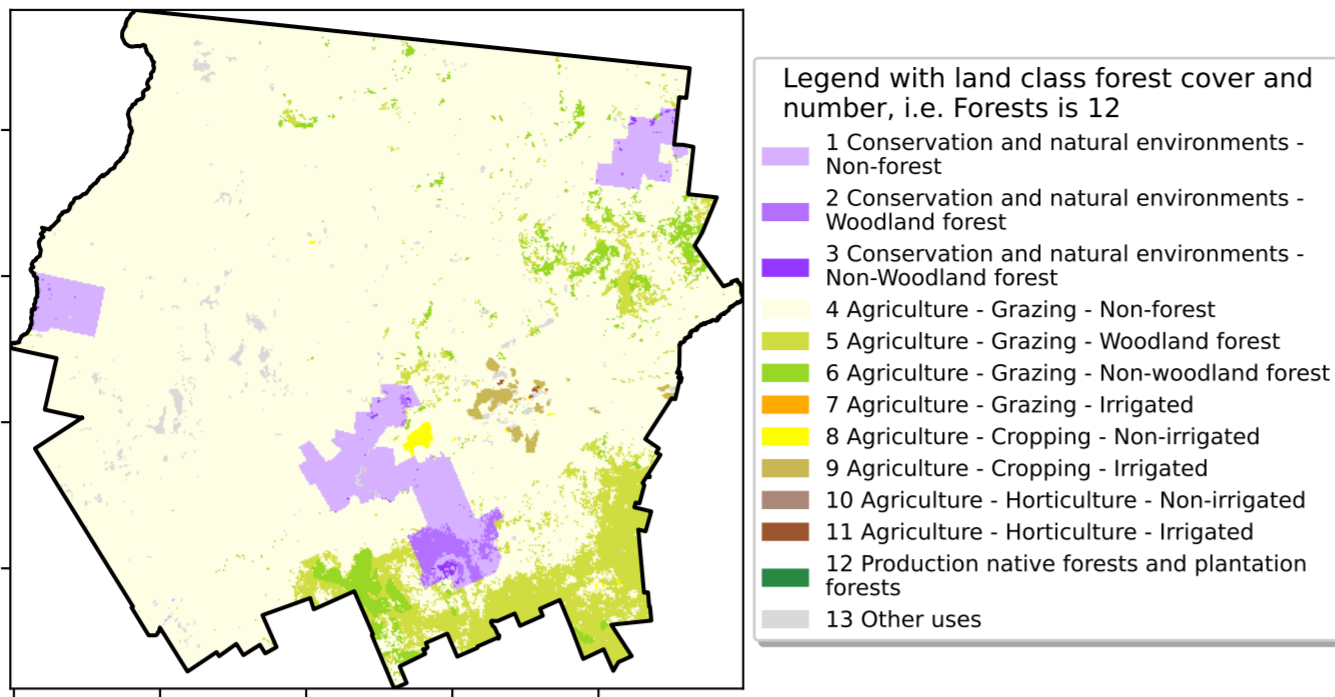 Legend with land class forest cover and
number, i.e. Forests is 12
1 Conservation and natural environments -
Non-forest
2 Conservation and natural environments -
Woodland forest
3 Conservation and natural environments -
Non-Woodland forest
4 Agriculture - Grazing - Non-forest
5 Agriculture - Grazing - Woodland forest
6 Agriculture - Grazing - Non-woodland forest
7 Agriculture - Grazing - Irrigated
8 Agriculture - Cropping - Non-irrigated
9 Agriculture - Cropping - Irrigated
10 Agriculture - Horticulture - Non-irrigated
11 Agriculture - Horticulture - Irrigated
12 Production native forests and plantation
forests
13 Other uses